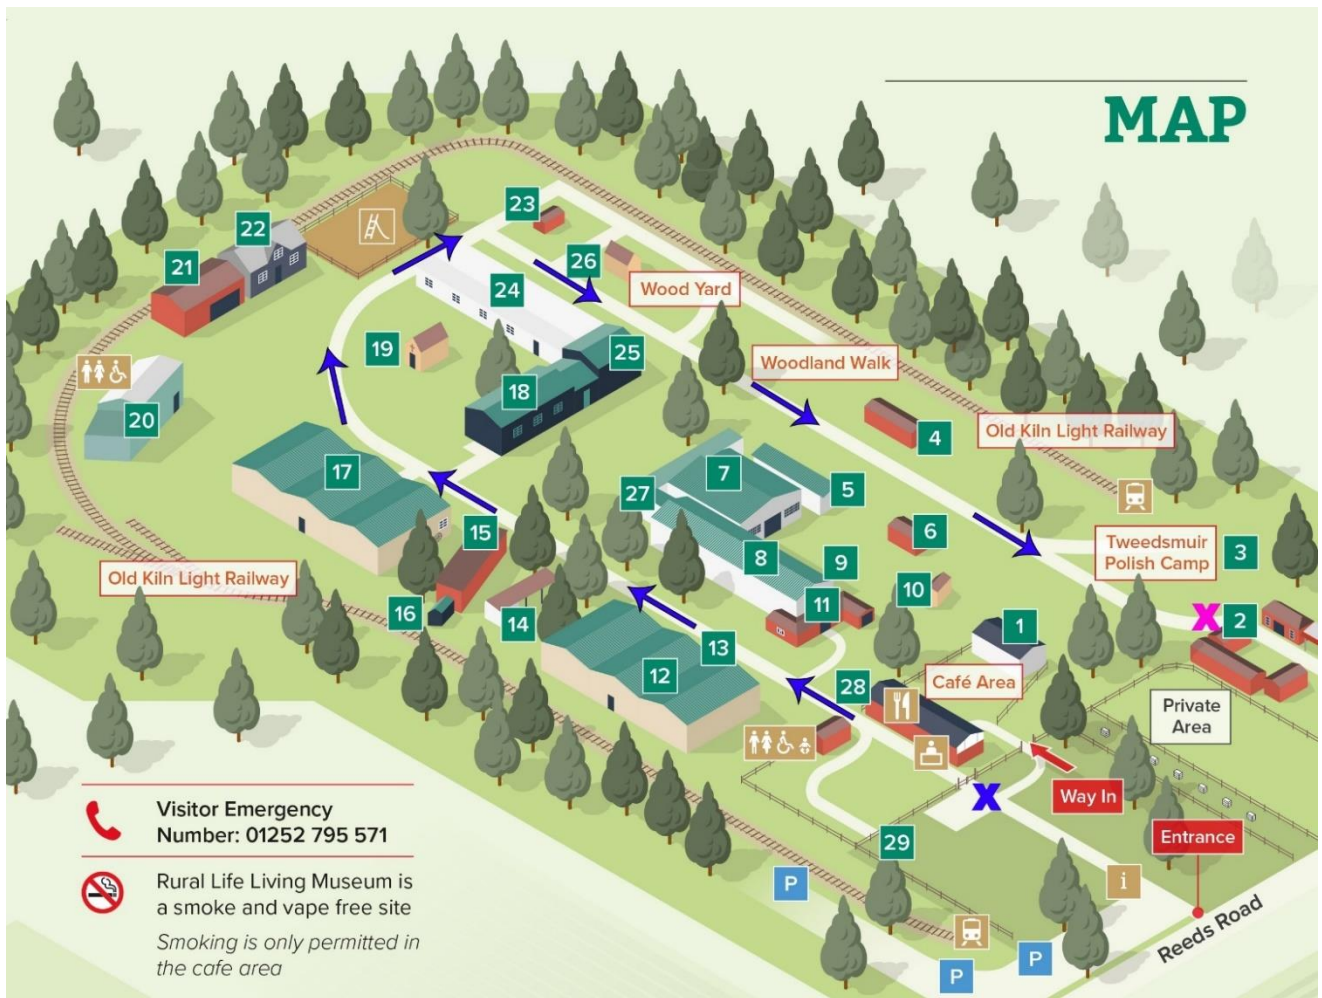 MAP
23
22
26
21
24
Wood Yard
19
25
Woodland Walk
18
20
4
Old Kiln Light Railway
17
7
5
27
15
6
8
Tweedsmuir
Polish Camp
3
9
Old Kiln Light Railway
10
11
16
14
1
X
2
13
12
28
Café Area
Private
Area
X
Way In
Visitor Emergency
Number: 01252 795 571
Entrance
29
Rural Life Living Museum is
a smoke and vape free site
P
i
Smoking is only permitted in
the cafe area
Reeds Road
P
P